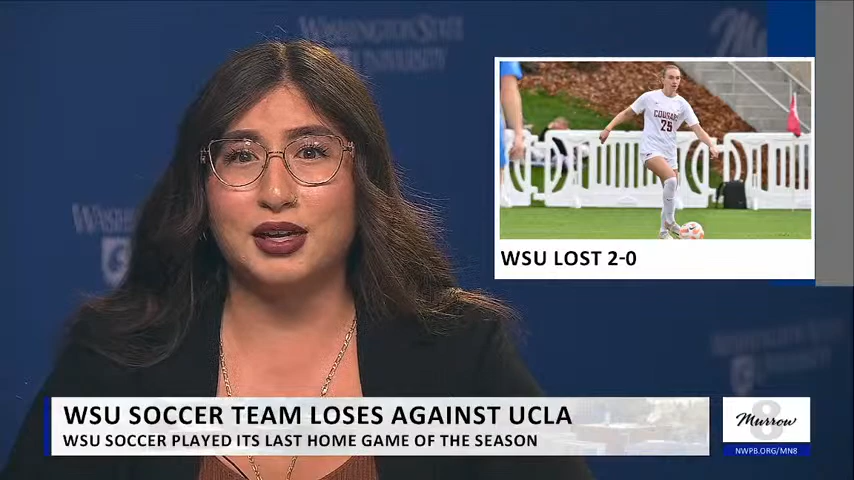 WASHINGTON STATE
UNIVERSITY
Murrow
COUGARS
25
WSU LOST 2-0
WSU SOCCER TEAM LOSES AGAINST UCLA
WSU SOCCER PLAYED ITS LAST HOME GAME OF THE SEASON
8
Murrow
NWPB.ORG/MN8